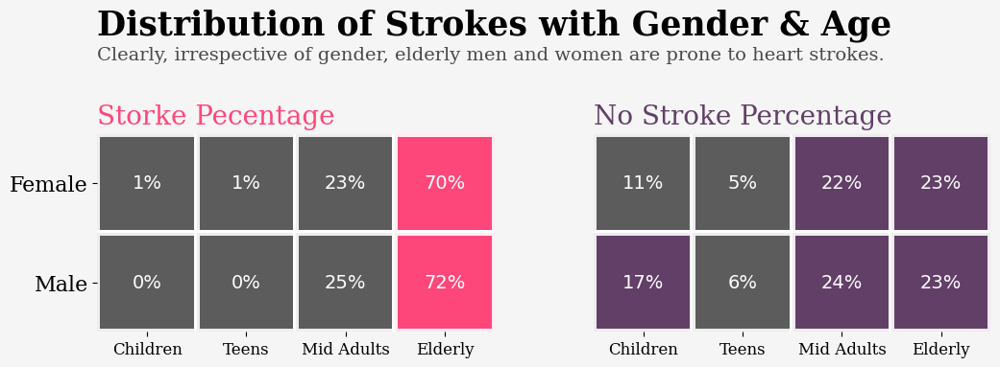 Distribution of Strokes with Gender & Age
Clearly, irrespective of gender, elderly men and women are prone to heart strokes.
Storke Pecentage
No Stroke Percentage
Female 1% 1% 23% 70% 11% 5% 22% 23%
Male 0% 0% 25% 72% 17% 6% 24% 23%
Children Teens Mid Adults Elderly Children Teens Mid Adults Elderly